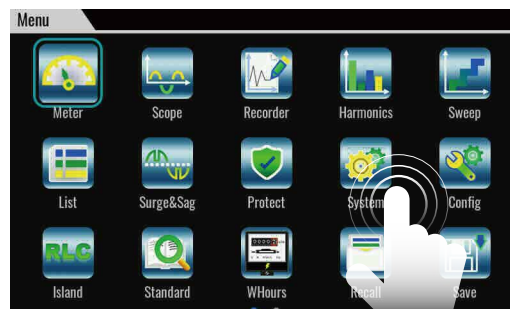 Menu
Meter Scope Recorder Harmonics Sweep
List Surge&Sag Protect System Config
RLC
Island Standard WHours Recall Save